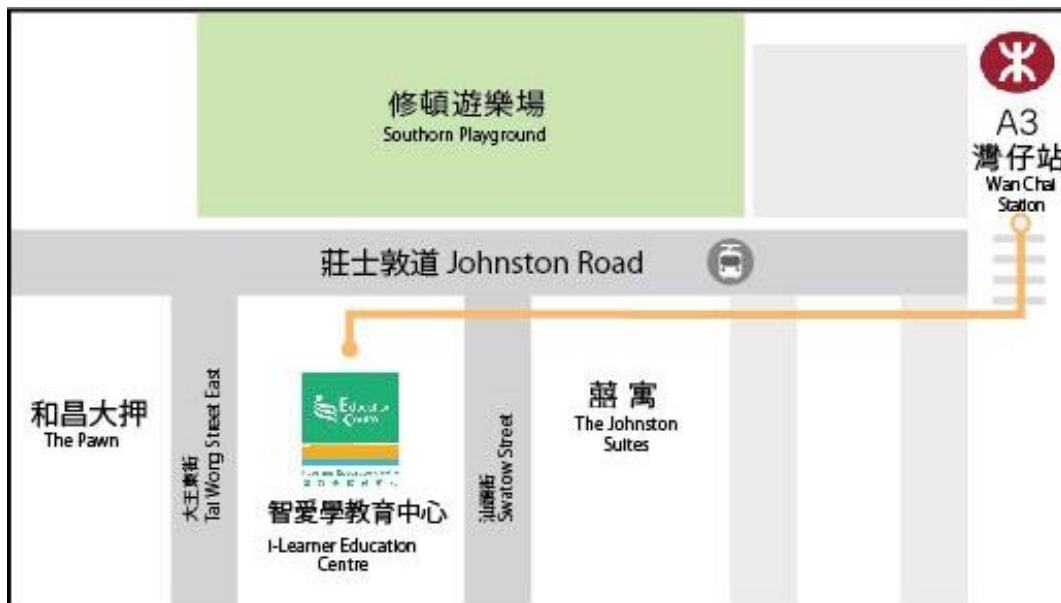 修頓遊樂場
Southorn Playground
A3
灣仔站
Wan Chai
Station
莊士敦道 Johnston Road
和昌大押
The Pawn
大王東街
Tai Wong Street East
Education
Centre
智愛學教育中心
i-Learner Education
Centre
汕頭街
Swatow Street
囍寓
The Johnston
Suites